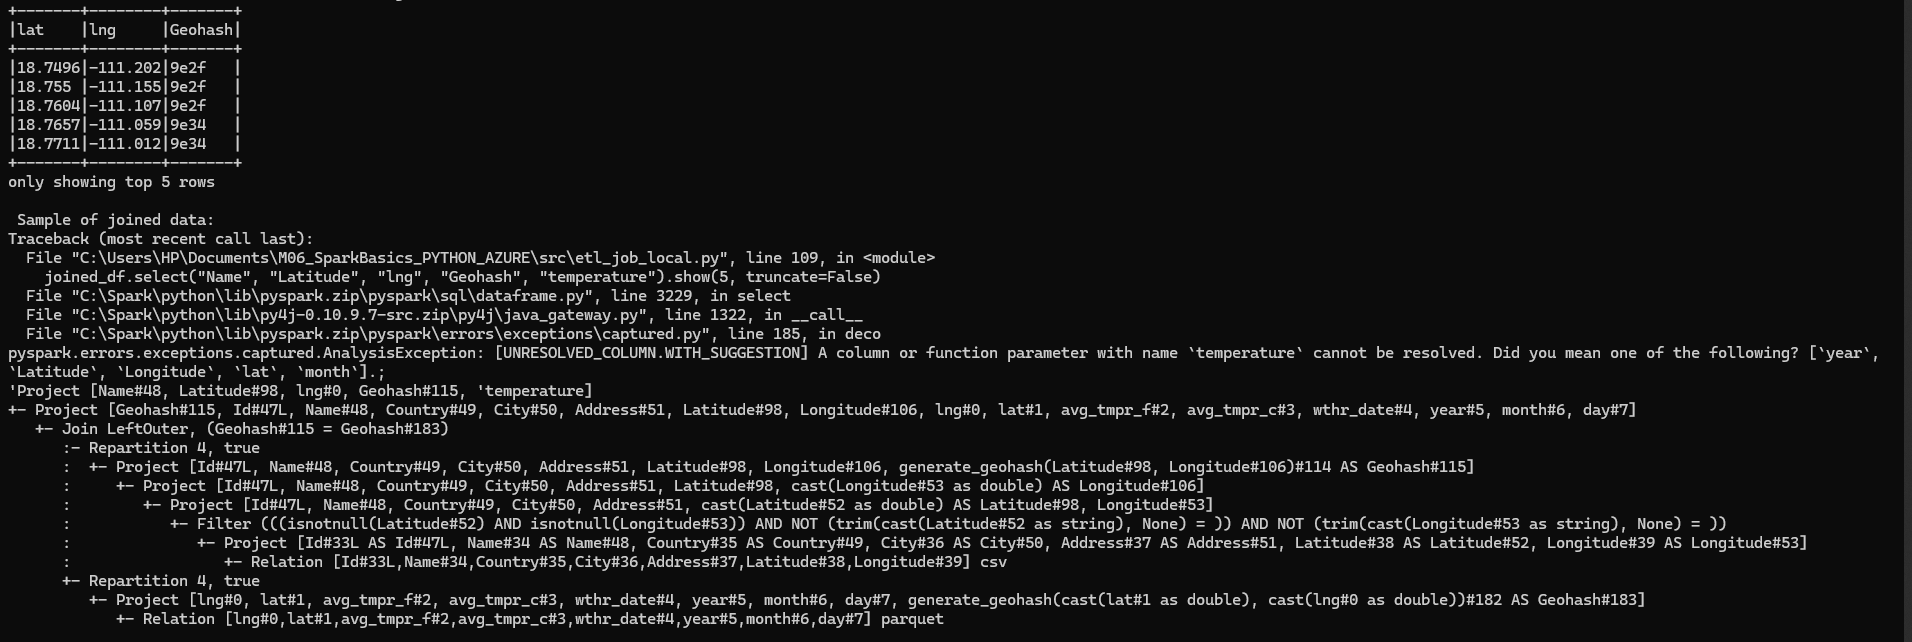 +-------+--------+-------+
|lat    |lng     |Geohash|
+-------+--------+-------+
|18.7496|-111.202|9e2f   |
|18.755 |-111.155|9e2f   |
|18.7604|-111.107|9e2f   |
|18.7657|-111.059|9e34   |
|18.7711|-111.012|9e34   |
+-------+--------+-------+
only showing top 5 rows
 Sample of joined data:
Traceback (most recent call last):
  File "C:\Users\HP\Documents\M06_SparkBasics_PYTHON_AZURE\src\etl_job_local.py", line 109, in <module>
    joined_df.select("Name", "Latitude", "lng", "Geohash", "temperature").show(5, truncate=False)
  File "C:\Spark\python\lib\pyspark.zip\pyspark\sql\dataframe.py", line 3229, in select
  File "C:\Spark\python\lib\py4j-0.10.9.7-src.zip\py4j\java_gateway.py", line 1322, in __call__
  File "C:\Spark\python\lib\pyspark.zip\pyspark\errors\exceptions\captured.py", line 185, in deco
pyspark.errors.exceptions.captured.AnalysisException: [UNRESOLVED_COLUMN.WITH_SUGGESTION] A column or function parameter with name `temperature` cannot be resolved. Did you mean one of the following? [`year`,
`Latitude`, `Longitude`, `lat`, `month`].;
'Project [Name#48, Latitude#98, lng#0, Geohash#115, 'temperature]
+- Project [Geohash#115, Id#47L, Name#48, Country#49, City#50, Address#51, Latitude#98, Longitude#106, lng#0, lat#1, avg_tmpr_f#2, avg_tmpr_c#3, wthr_date#4, year#5, month#6, day#7]
   +- Join LeftOuter, (Geohash#115 = Geohash#183)
      :- Repartition 4, true
      :  +- Project [Id#47L, Name#48, Country#49, City#50, Address#51, Latitude#98, Longitude#106, generate_geohash(Latitude#98, Longitude#106)#114 AS Geohash#115]
      :     +- Project [Id#47L, Name#48, Country#49, City#50, Address#51, Latitude#98, cast(Longitude#53 as double) AS Longitude#106]
      :        +- Project [Id#47L, Name#48, Country#49, City#50, Address#51, cast(Latitude#52 as double) AS Latitude#98, Longitude#53]
      :           +- Filter (((isnotnull(Latitude#52) AND isnotnull(Longitude#53)) AND NOT (trim(cast(Latitude#52 as string), None) = )) AND NOT (trim(cast(Longitude#53 as string), None) = ))
      :              +- Project [Id#33L AS Id#47L, Name#34 AS Name#48, Country#35 AS Country#49, City#36 AS City#50, Address#37 AS Address#51, Latitude#38 AS Latitude#52, Longitude#39 AS Longitude#53]
      :                 +- Relation [Id#33L,Name#34,Country#35,City#36,Address#37,Latitude#38,Longitude#39] csv
      +- Repartition 4, true
         +- Project [lng#0, lat#1, avg_tmpr_f#2, avg_tmpr_c#3, wthr_date#4, year#5, month#6, day#7, generate_geohash(cast(lat#1 as double), cast(lng#0 as double))#182 AS Geohash#183]
            +- Relation [lng#0,lat#1,avg_tmpr_f#2,avg_tmpr_c#3,wthr_date#4,year#5,month#6,day#7] parquet